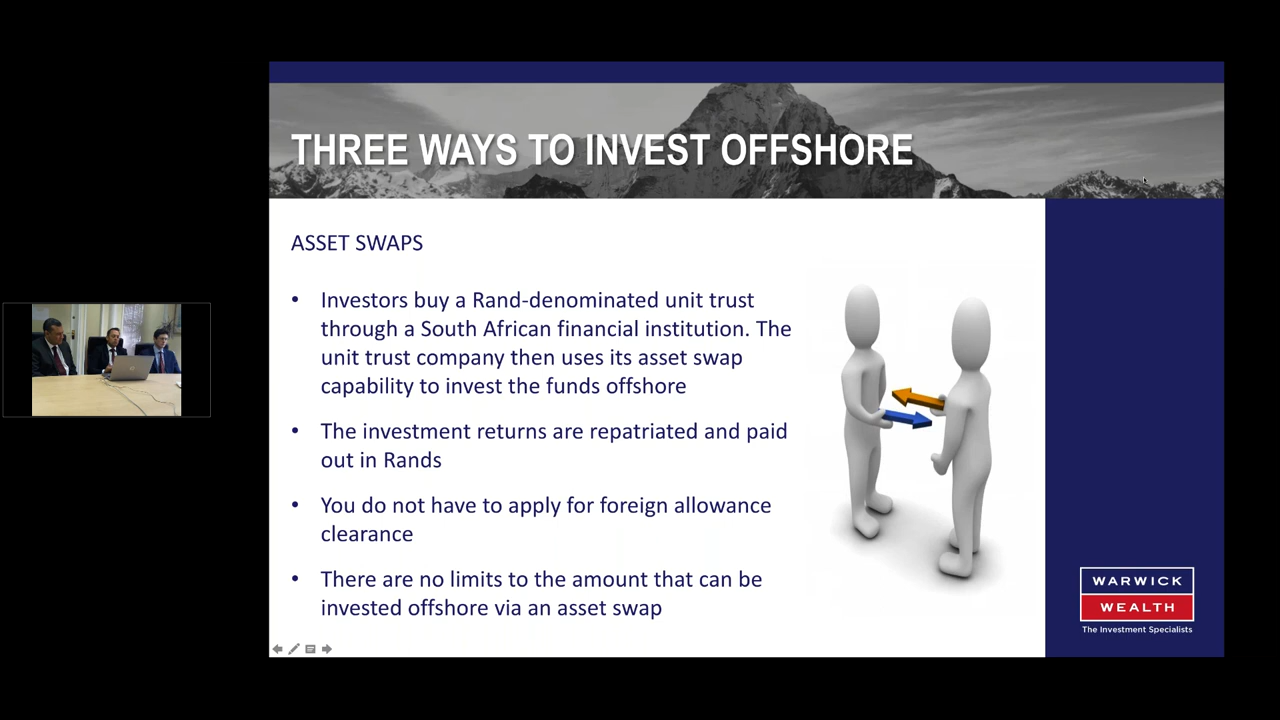 THREE WAYS TO INVEST OFFSHORE
ASSET SWAPS
• Investors buy a Rand-denominated unit trust
through a South African financial institution. The
unit trust company then uses its asset swap
capability to invest the funds offshore
• The investment returns are repatriated and paid
out in Rands
• You do not have to apply for foreign allowance
clearance
• There are no limits to the amount that can be
invested offshore via an asset swap
WARWICK
WEALTH
The Investment Specialists